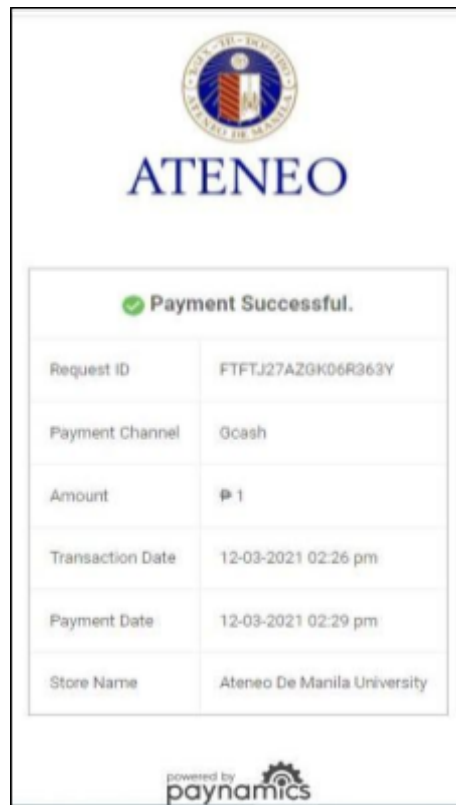 ATENEO
Payment Successful.
Request ID FTFTJ27AZGK06R363Y
Payment Channel Gcash
Amount ₱ 1
Transaction Date 12-03-2021 02:26 pm
Payment Date 12-03-2021 02:29 pm
Store Name Ateneo De Manila University
powered by
paynamics